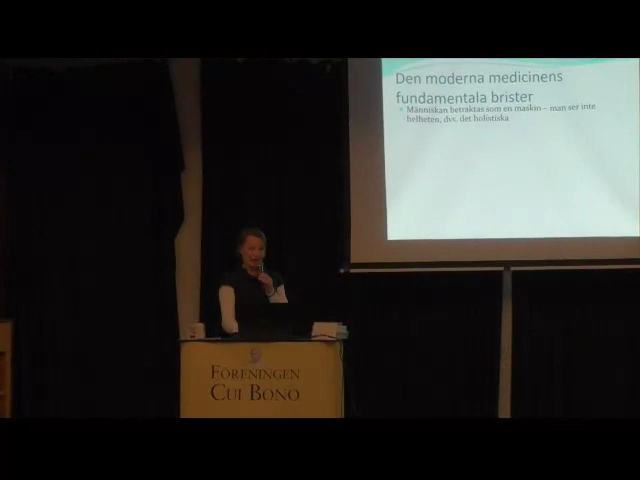 Den moderna medicinens
fundamentala brister
Människan betraktas som en maskin – man ser inte
helheten, dvs. det holistiska
FÖRENINGEN
CUI BONO